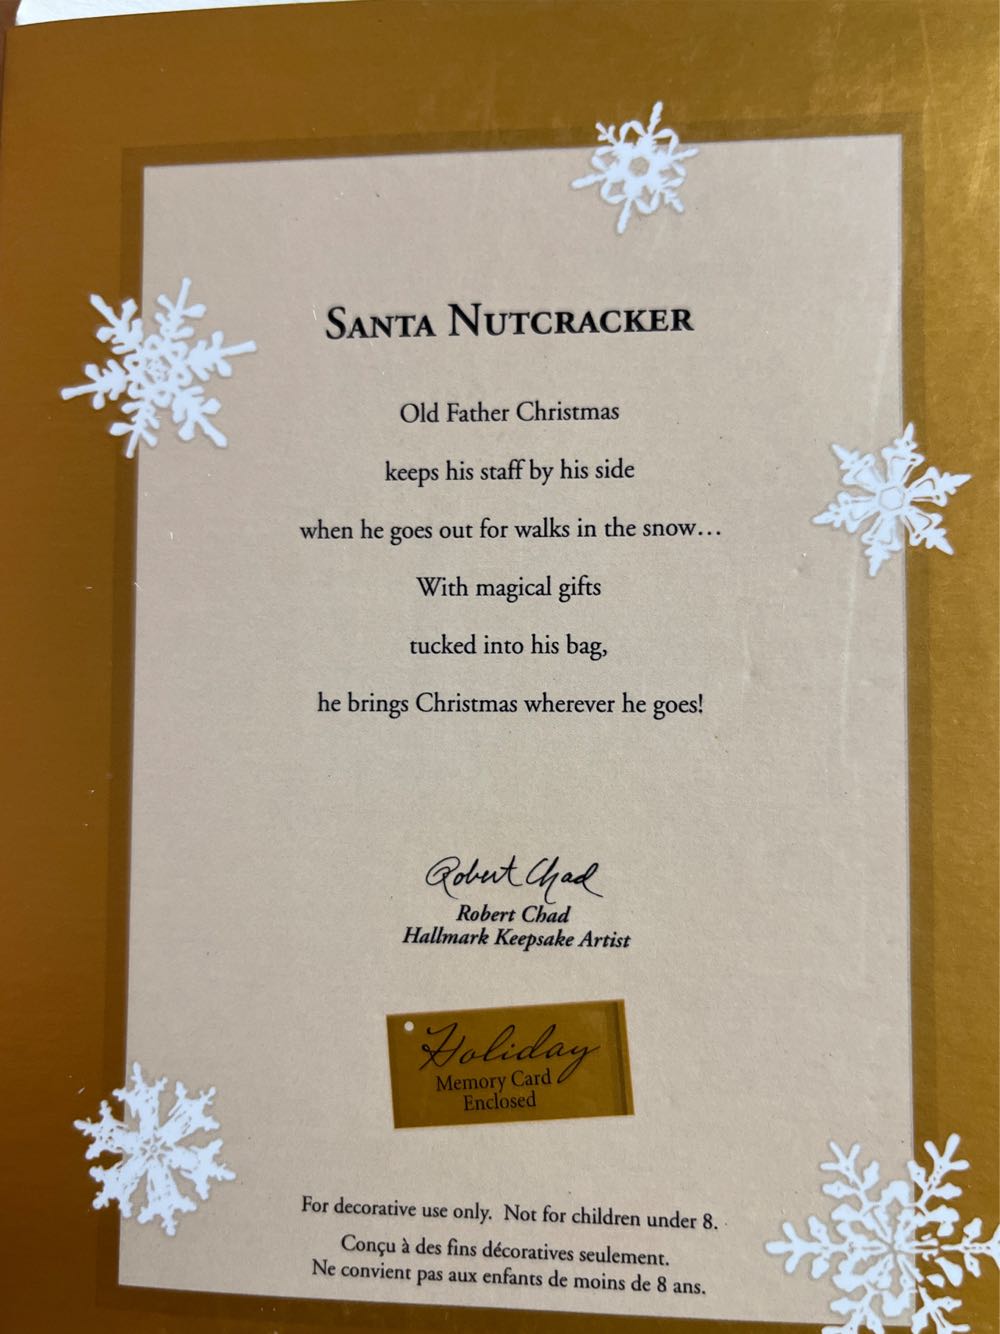 SANTA NUTCRACKER
Old Father Christmas
keeps his staff by his side
when he goes out for walks in the snow...
With magical gifts
tucked into his bag,
he brings Christmas wherever he goes!
Robert Chad
Robert Chad
Hallmark Keepsake Artist
Holiday
Memory Card
Enclosed
For decorative use only. Not for children under 8.
Conçu à des fins décoratives seulement.
Ne convient pas aux enfants de moins de 8 ans.